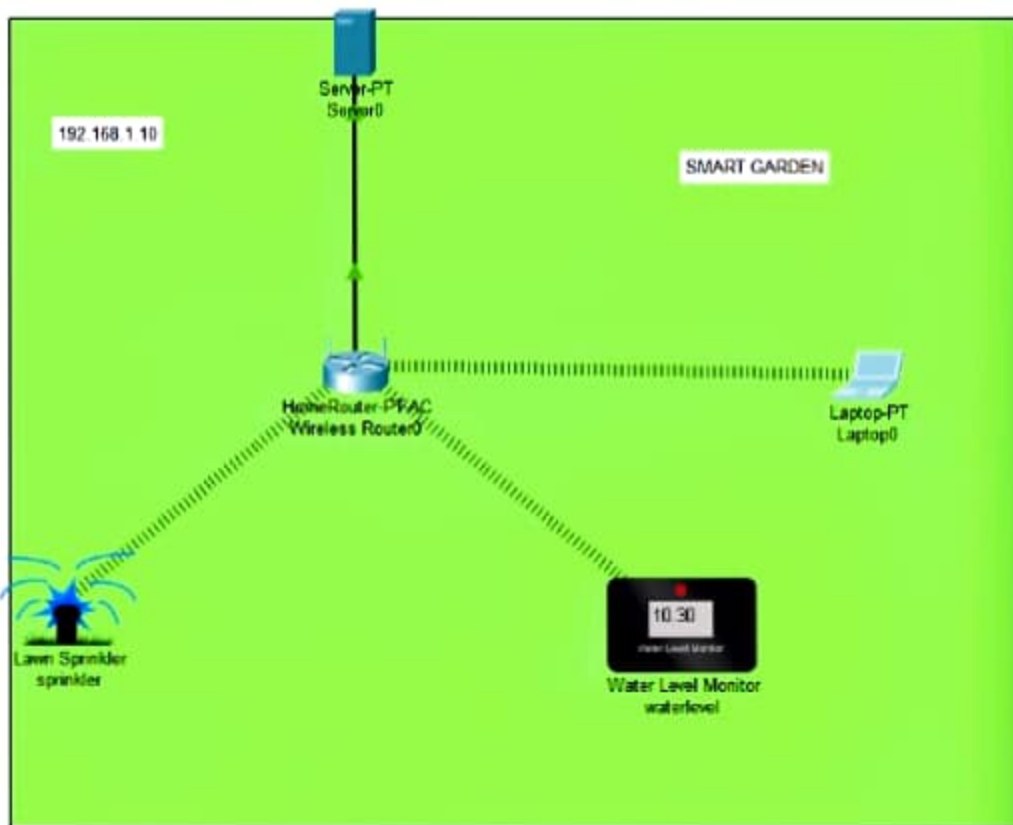 Server-PT
Server0
192.168.1.10
SMART GARDEN
HomeRouter-PT-AC
Wireless Router0
Laptop-PT
Laptop0
10.30
Water Level Monitor
Lawn Sprinkler
sprinkler
Water Level Monitor
waterlevel